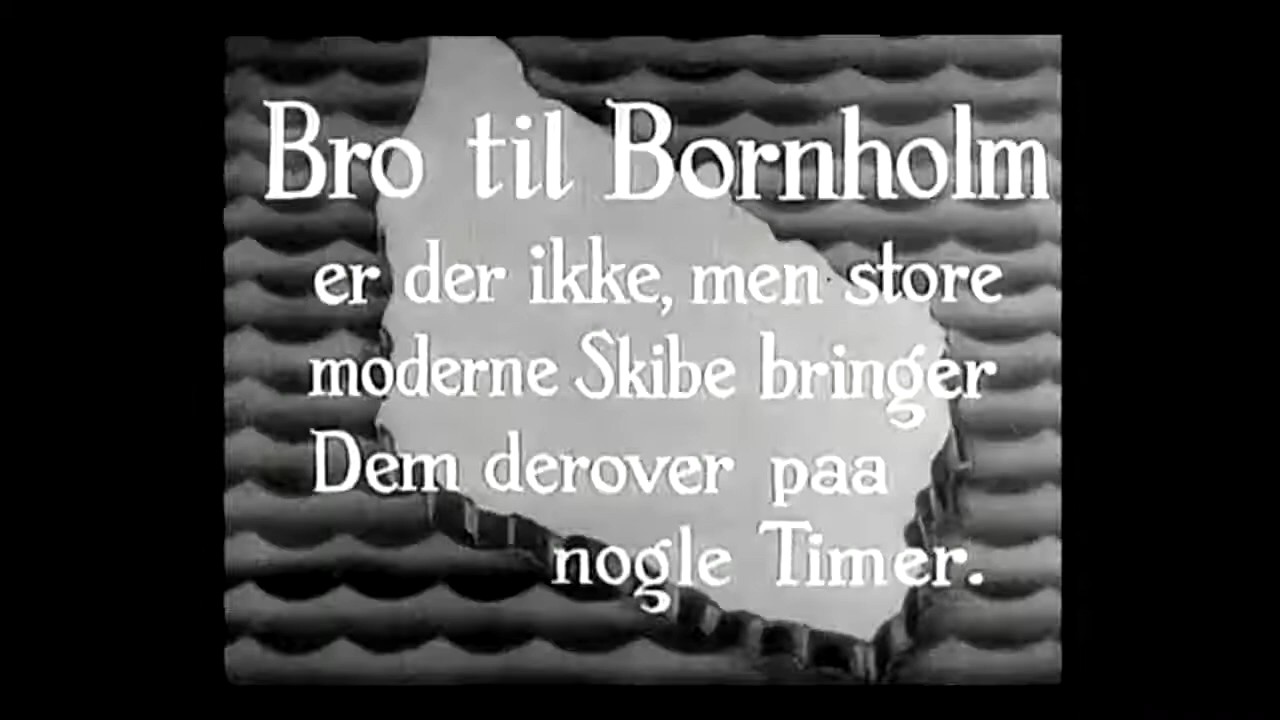 Bro til Bornholm
er der ikke, men store
moderne Skibe bringer
Dem derover paa
nogle Timer.